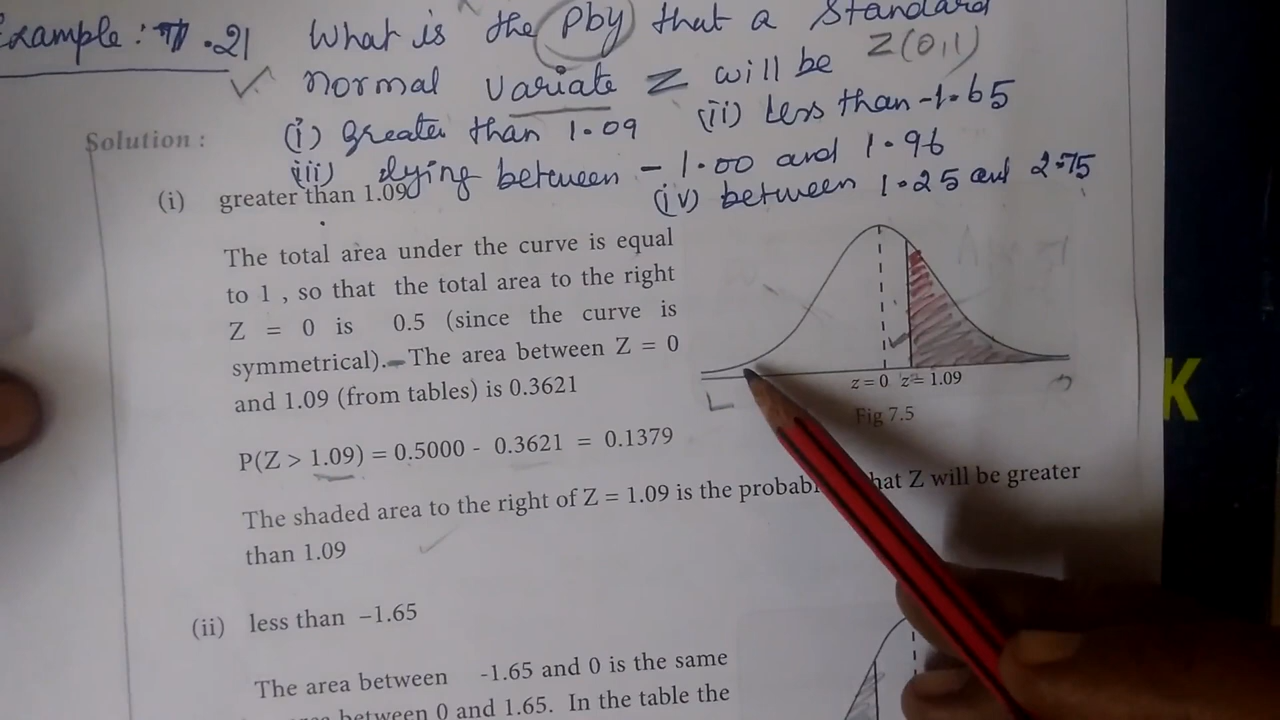 Example: 7.21 What is the Pby that a Standard
normal variate Z will be Z(0,1)
(i) greater than 1.09 (ii) Less than -1.65
(iii) dying between - 1.00 and 1.96
(iv) between 1.25 and 2.75
Solution :
(i) greater than 1.09
The total area under the curve is equal
to 1 , so that the total area to the right
Z = 0 is 0.5 (since the curve is
symmetrical). The area between Z = 0
and 1.09 (from tables) is 0.3621
z = 0 z = 1.09
Fig 7.5
P(Z > 1.09) = 0.5000 - 0.3621 = 0.1379
The shaded area to the right of Z = 1.09 is the that Z will be greater
than 1.09
(ii) less than −1.65
The area between -1.65 and 0 is the same
between 0 and 1.65. In the table the
K